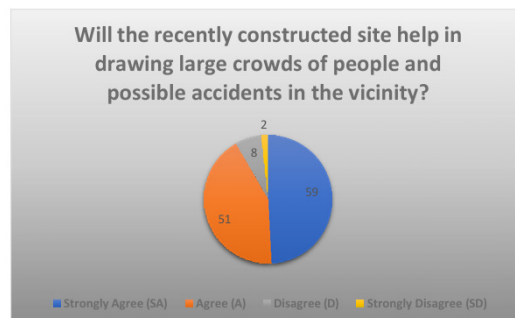 Will the recently constructed site help in
drawing large crowds of people and
possible accidents in the vicinity?
2
8
59
51
Strongly Agree (SA) Agree (A) Disagree (D) Strongly Disagree (SD)